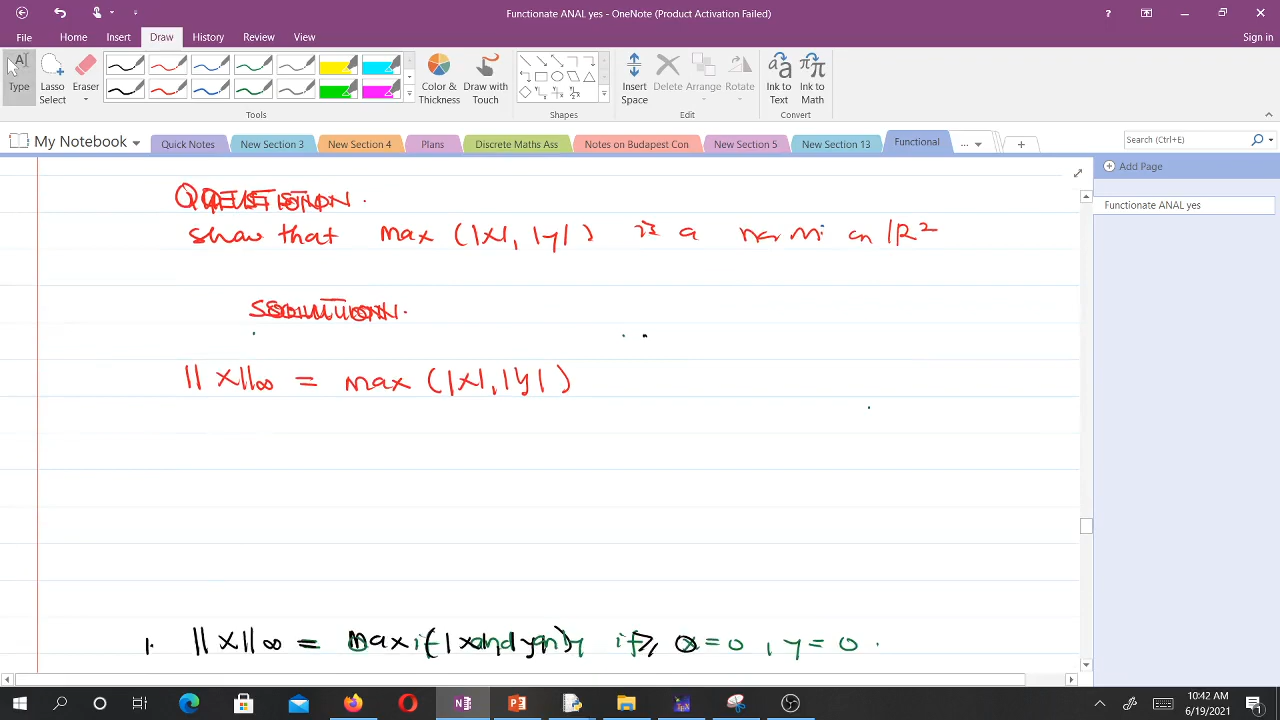 Functionate ANAL yes - OneNote (Product Activation Failed)
File Home Insert Draw History Review View Sign in
Type Lasso Select Eraser Color & Thickness Draw with Touch Insert Space Delete Arrange Rotate Ink to Text Ink to Math
Tools Shapes Edit Convert
My Notebook Quick Notes New Section 3 New Section 4 Plans Discrete Maths Ass Notes on Budapest Con New Section 5 New Section 13 Functional ... Search (Ctrl+E)
Add Page
Functionate ANAL yes
QUESTION.
show that max (|x|, |y|) is a norm on |R²
SOLUTION.
||X||∞ = max (|x|, |y|)
1. ||X||∞ = max (|x|, |y|) ≥ 0
if and only if x = 0 , y = 0 .
10:42 AM
6/19/2021